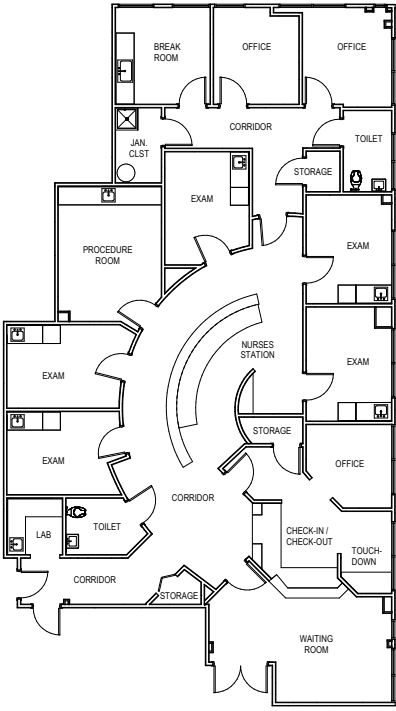 BREAK
ROOM
OFFICE
OFFICE
CORRIDOR
JAN.
CLST
TOILET
STORAGE
EXAM
PROCEDURE
ROOM
EXAM
NURSES
STATION
EXAM
EXAM
STORAGE
EXAM
OFFICE
CORRIDOR
LAB
TOILET
CHECK-IN /
CHECK-OUT
TOUCH-
DOWN
CORRIDOR
STORAGE
WAITING
ROOM